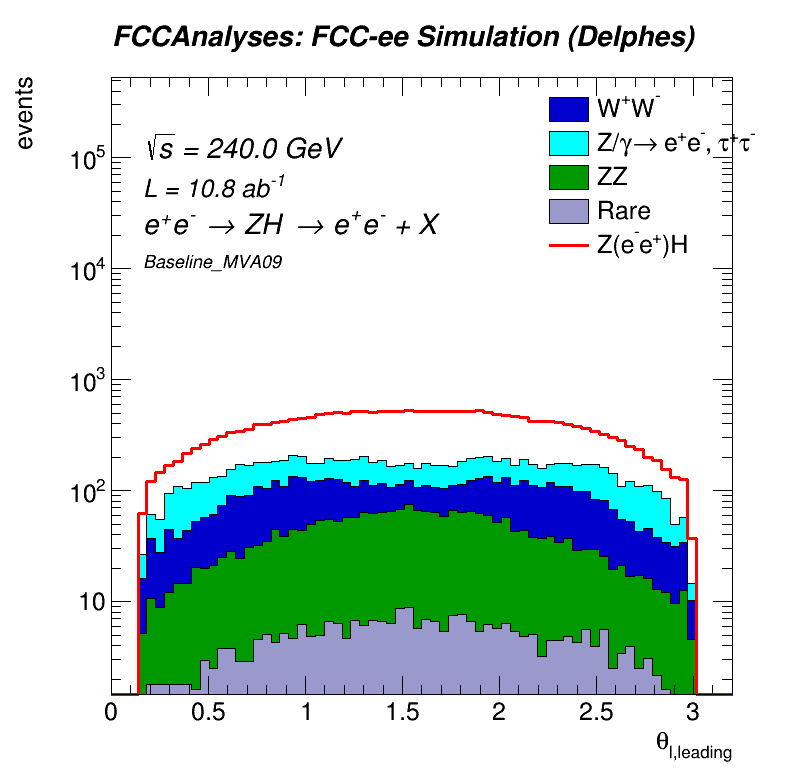 FCCAnalyses: FCC-ee Simulation (Delphes)
events
√s = 240.0 GeV
L = 10.8 ab⁻¹
e⁺e⁻ → ZH → e⁺e⁻ + X
Baseline_MVA09
W⁺W⁻
Z/γ→ e⁺e⁻, τ⁺τ⁻
ZZ
Rare
Z(e⁻e⁺)H
10⁵
10⁴
10³
10²
10
0 0.5 1 1.5 2 2.5 3
θ_l,leading